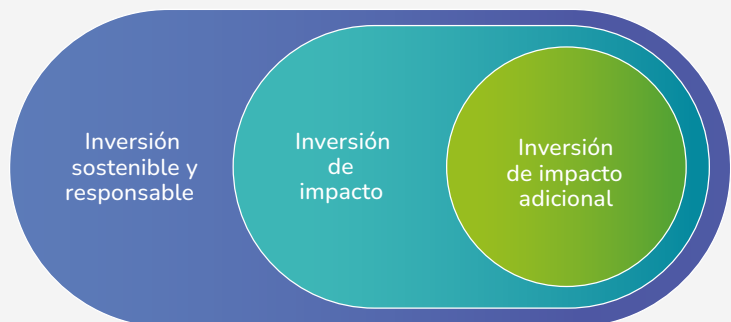 Inversión
sostenible y
responsable
Inversión
de
impacto
Inversión
de impacto
adicional